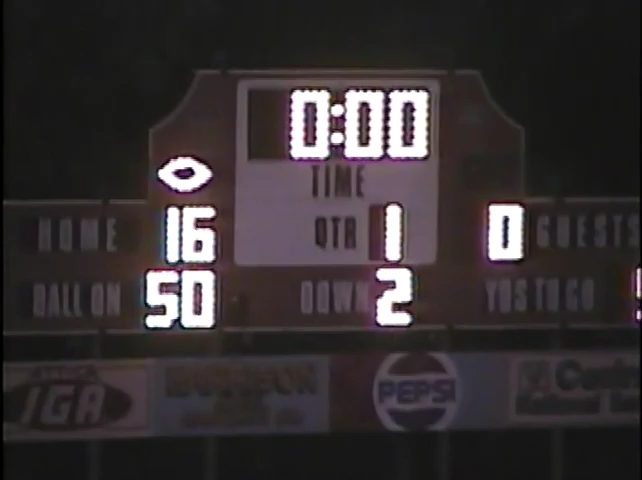 0:00
TIME
HOME 16 QTR 1 0 GUESTS
BALL ON 50 DOWN 2 YDS TO GO
IGA
PEPSI
National